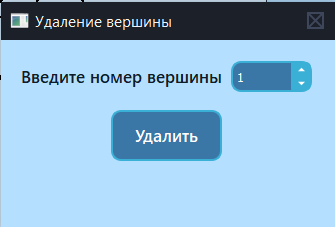 Удаление вершины
Введите номер вершины 1
Удалить